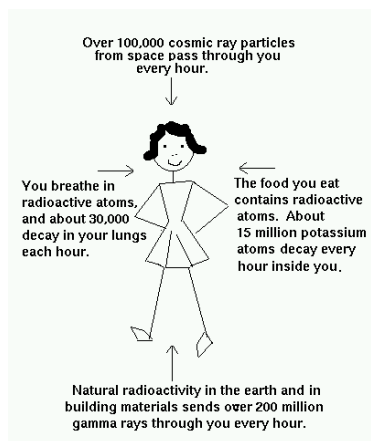 Over 100,000 cosmic ray particles
from space pass through you
every hour.
You breathe in
radioactive atoms,
and about 30,000
decay in your lungs
each hour.
The food you eat
contains radioactive
atoms. About
15 million potassium
atoms decay every
hour inside you.
Natural radioactivity in the earth and in
building materials sends over 200 million
gamma rays through you every hour.